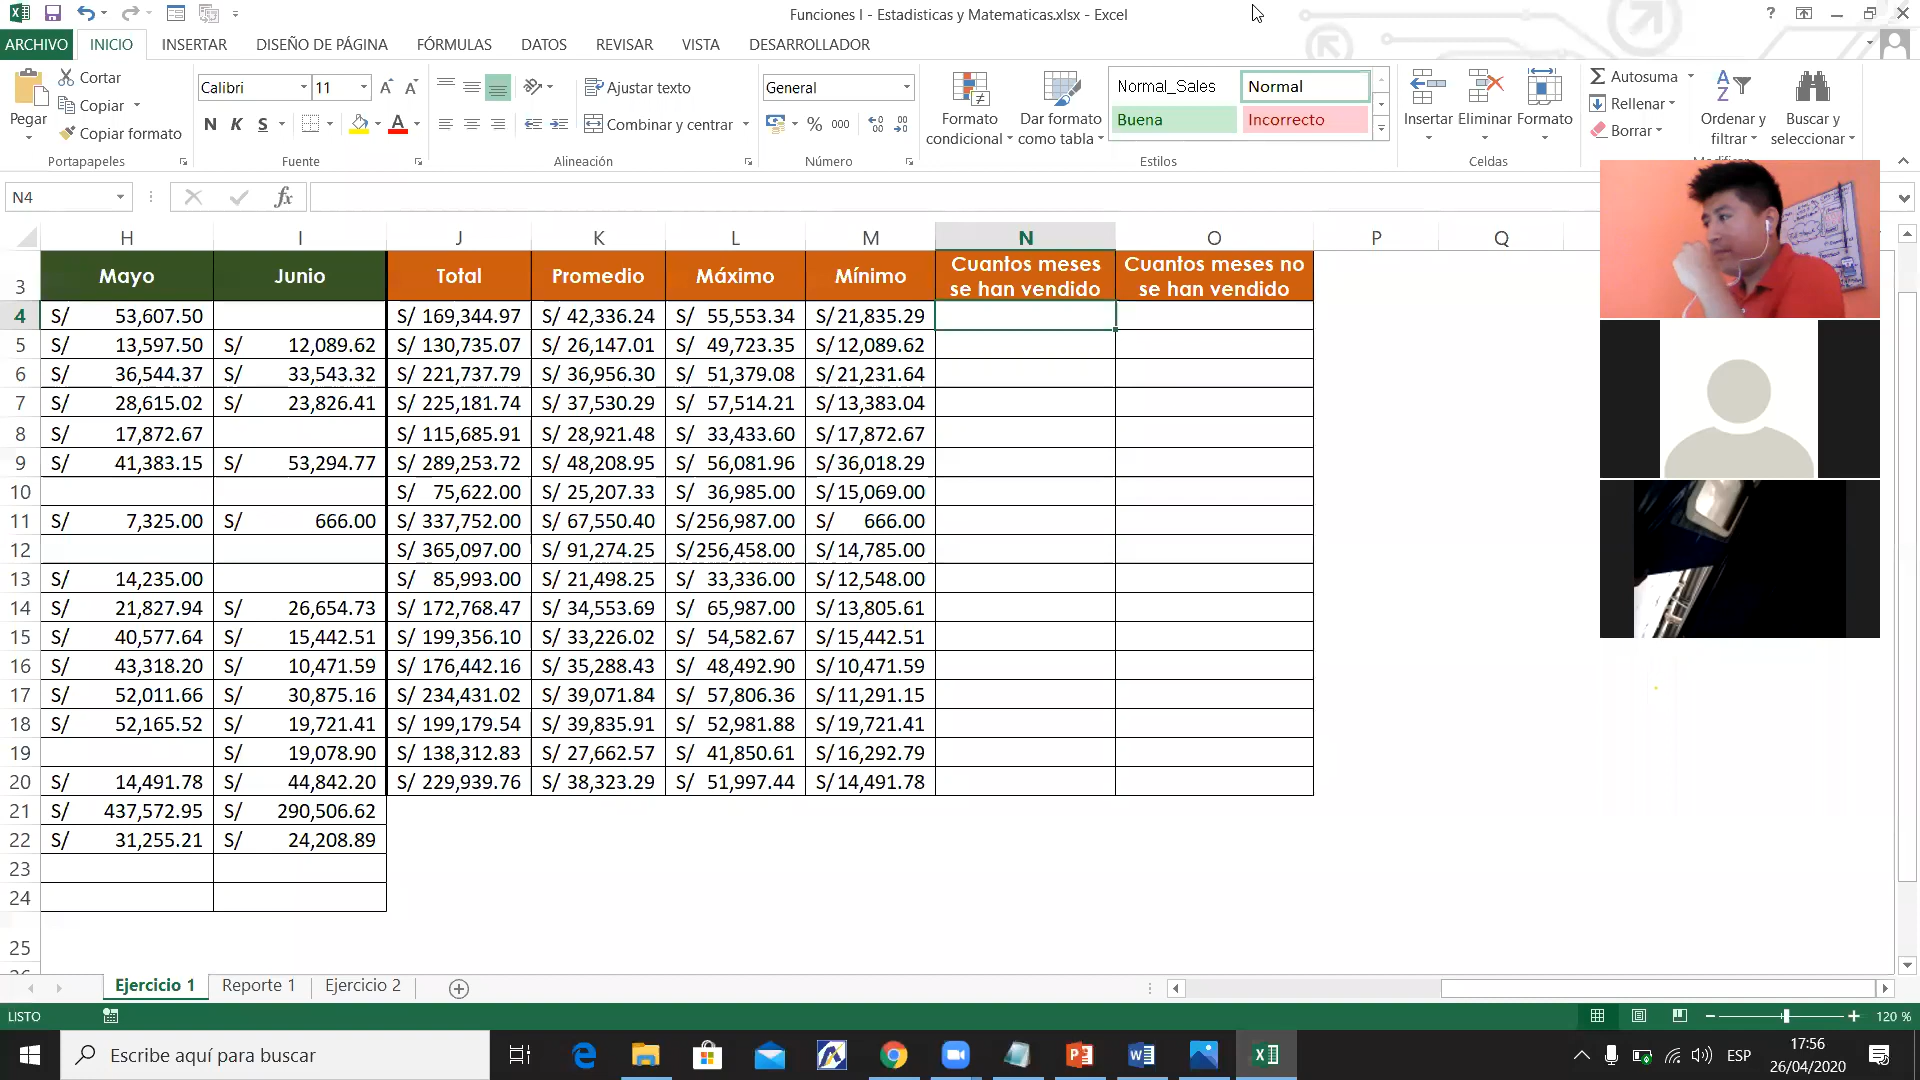 Funciones I - Estadisticas y Matematicas.xlsx - Excel
?
ARCHIVO INICIO INSERTAR DISEÑO DE PÁGINA FÓRMULAS DATOS REVISAR VISTA DESARROLLADOR
Pegar
Cortar
Copiar
Copiar formato
Portapapeles
Calibri 11
N K S
Fuente
Ajustar texto
Combinar y centrar
Alineación
General
% 000
Número
Formato condicional
Dar formato como tabla
Normal_Sales Normal
Buena Incorrecto
Estilos
Insertar Eliminar Formato
Celdas
Autosuma
Rellenar
Borrar
Ordenar y filtrar
Buscar y seleccionar
N4
fx
H I J K L M N O P Q
3 Mayo Junio Total Promedio Máximo Mínimo Cuantos meses se han vendido Cuantos meses no se han vendido
4 S/ 53,607.50 S/ 169,344.97 S/ 42,336.24 S/ 55,553.34 S/ 21,835.29
5 S/ 13,597.50 S/ 12,089.62 S/ 130,735.07 S/ 26,147.01 S/ 49,723.35 S/ 12,089.62
6 S/ 36,544.37 S/ 33,543.32 S/ 221,737.79 S/ 36,956.30 S/ 51,379.08 S/ 21,231.64
7 S/ 28,615.02 S/ 23,826.41 S/ 225,181.74 S/ 37,530.29 S/ 57,514.21 S/ 13,383.04
8 S/ 17,872.67 S/ 115,685.91 S/ 28,921.48 S/ 33,433.60 S/ 17,872.67
9 S/ 41,383.15 S/ 53,294.77 S/ 289,253.72 S/ 48,208.95 S/ 56,081.96 S/ 36,018.29
10 S/ 75,622.00 S/ 25,207.33 S/ 36,985.00 S/ 15,069.00
11 S/ 7,325.00 S/ 666.00 S/ 337,752.00 S/ 67,550.40 S/ 256,987.00 S/ 666.00
12 S/ 365,097.00 S/ 91,274.25 S/ 256,458.00 S/ 14,785.00
13 S/ 14,235.00 S/ 85,993.00 S/ 21,498.25 S/ 33,336.00 S/ 12,548.00
14 S/ 21,827.94 S/ 26,654.73 S/ 172,768.47 S/ 34,553.69 S/ 65,987.00 S/ 13,805.61
15 S/ 40,577.64 S/ 15,442.51 S/ 199,356.10 S/ 33,226.02 S/ 54,582.67 S/ 15,442.51
16 S/ 43,318.20 S/ 10,471.59 S/ 176,442.16 S/ 35,288.43 S/ 48,492.90 S/ 10,471.59
17 S/ 52,011.66 S/ 30,875.16 S/ 234,431.02 S/ 39,071.84 S/ 57,806.36 S/ 11,291.15
18 S/ 52,165.52 S/ 19,721.41 S/ 199,179.54 S/ 39,835.91 S/ 52,981.88 S/ 19,721.41
19 S/ 19,078.90 S/ 138,312.83 S/ 27,662.57 S/ 41,850.61 S/ 16,292.79
20 S/ 14,491.78 S/ 44,842.20 S/ 229,939.76 S/ 38,323.29 S/ 51,997.44 S/ 14,491.78
21 S/ 437,572.95 S/ 290,506.62
22 S/ 31,255.21 S/ 24,208.89
23
24
25
Ejercicio 1 Reporte 1 Ejercicio 2
LISTO
120 %
Escribe aquí para buscar
ESP
17:56
26/04/2020